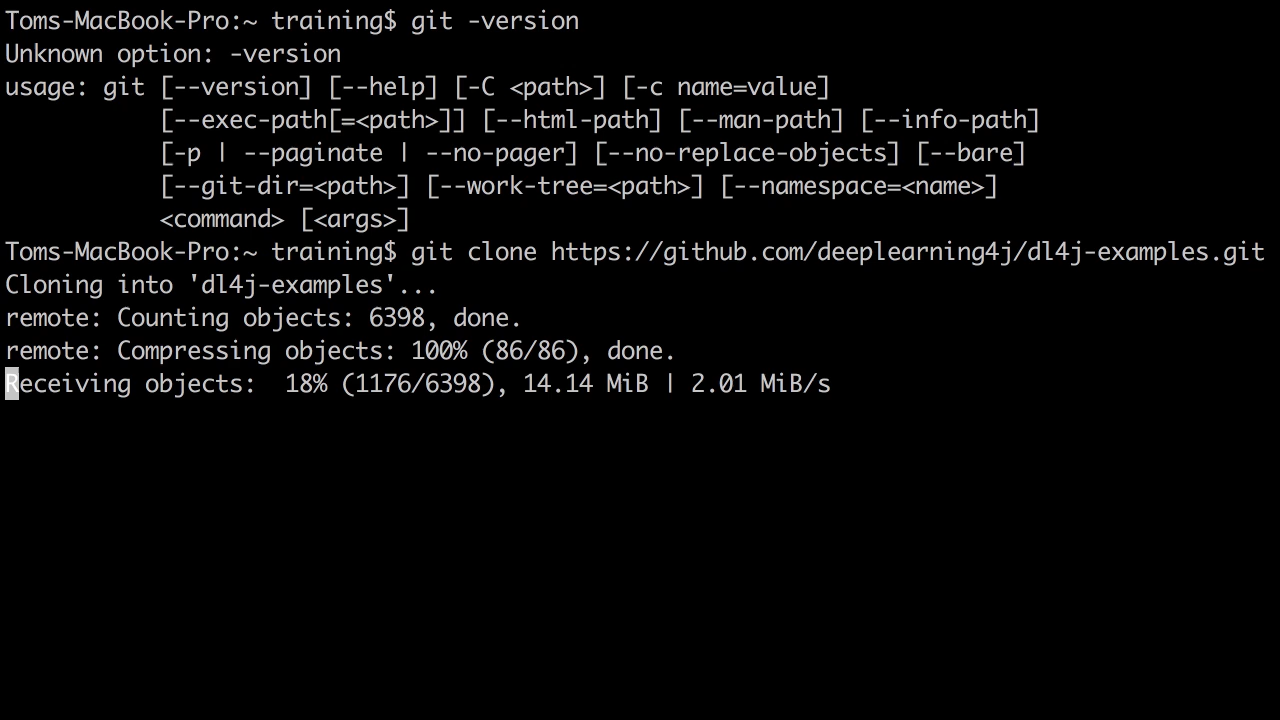 Toms-MacBook-Pro:~ training$ git -version
Unknown option: -version
usage: git [--version] [--help] [-C <path>] [-c name=value]
           [--exec-path[=<path>]] [--html-path] [--man-path] [--info-path]
           [-p | --paginate | --no-pager] [--no-replace-objects] [--bare]
           [--git-dir=<path>] [--work-tree=<path>] [--namespace=<name>]
           <command> [<args>]
Toms-MacBook-Pro:~ training$ git clone https://github.com/deeplearning4j/dl4j-examples.git
Cloning into 'dl4j-examples'...
remote: Counting objects: 6398, done.
remote: Compressing objects: 100% (86/86), done.
Receiving objects:  18% (1176/6398), 14.14 MiB | 2.01 MiB/s